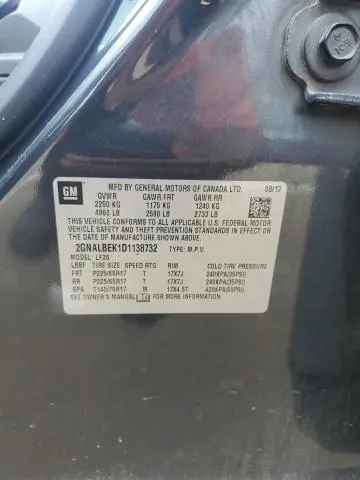 GM
MFD BY GENERAL MOTORS OF CANADA LTD. 08/12
GVWR GAWR FRT GAWR RR
2250 KG 1175 KG 1240 KG
4960 LB 2590 LB 2733 LB
THIS VEHICLE CONFORMS TO ALL APPLICABLE U.S. FEDERAL MOTOR
VEHICLE SAFETY AND THEFT PREVENTION STANDARDS IN EFFECT
ON THE DATE OF MANUFACTURE SHOWN ABOVE.
2GNALBEK1D1138732 TYPE: M.P.V.
MODEL: LF26
LBBF TIRE SIZE SPEED RTG RIM COLD TIRE PRESSURE
FRT P225/65R17 T 17X7J 240KPA(35PSI)
RR P225/65R17 T 17X7J 240KPA(35PSI)
SPA T145/70R17 M 17X4.5T 420KPA(60PSI)
SEE OWNER'S MANUAL FOR MORE INFORMATION.